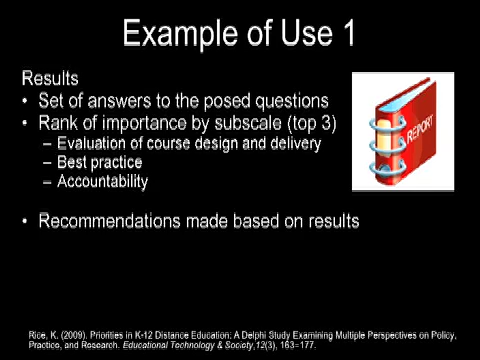 Example of Use 1
Results
• Set of answers to the posed questions
• Rank of importance by subscale (top 3)
– Evaluation of course design and delivery
– Best practice
– Accountability
REPORT
• Recommendations made based on results
Rice, K. (2009). Priorities in K-12 Distance Education: A Delphi Study Examining Multiple Perspectives on Policy,
Practice, and Research. Educational Technology & Society,12(3), 163=177.